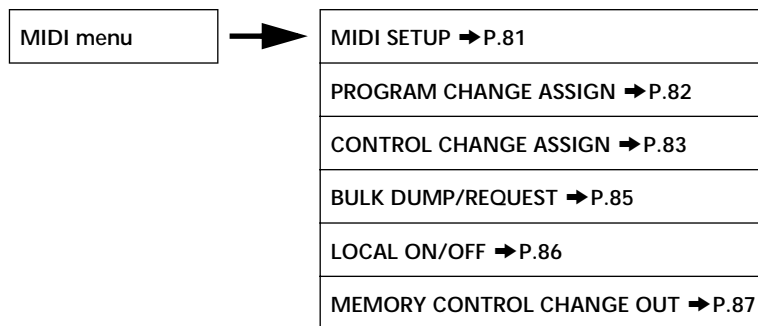 MIDI menu
MIDI SETUP ➡P.81
PROGRAM CHANGE ASSIGN ➡P.82
CONTROL CHANGE ASSIGN ➡P.83
BULK DUMP/REQUEST ➡P.85
LOCAL ON/OFF ➡P.86
MEMORY CONTROL CHANGE OUT ➡P.87